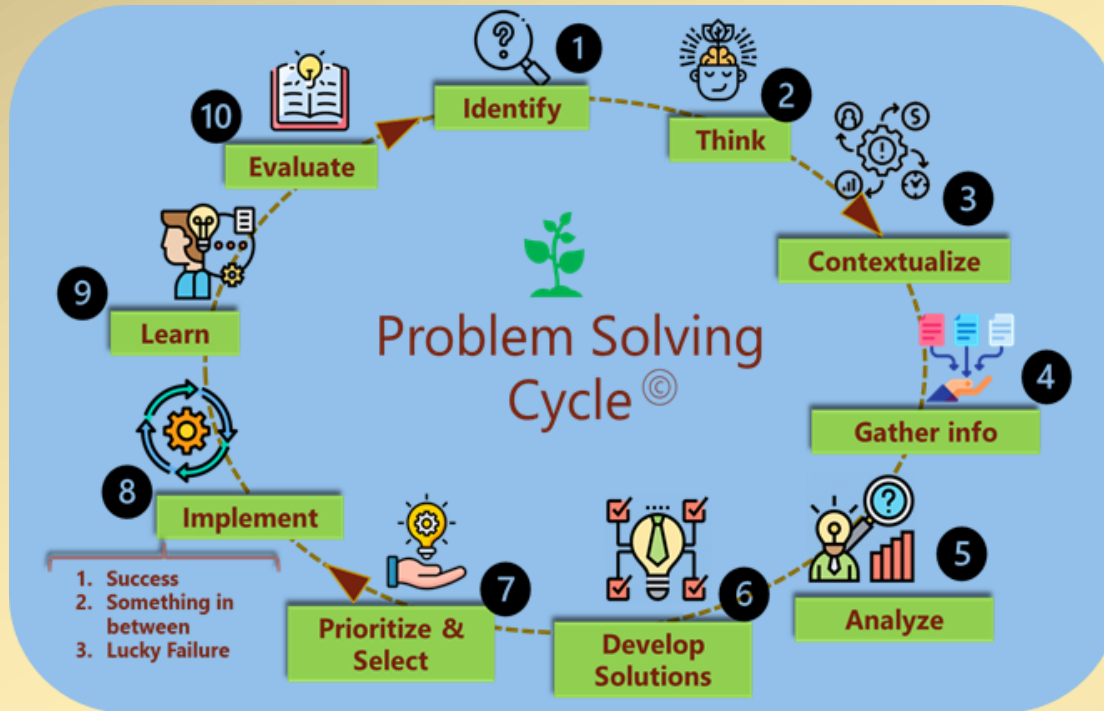 Problem Solving
Cycle ©
1
Identify
2
Think
3
Contextualize
4
Gather info
5
Analyze
6
Develop
Solutions
7
Prioritize &
Select
8
Implement
1. Success
2. Something in
between
3. Lucky Failure
9
Learn
10
Evaluate